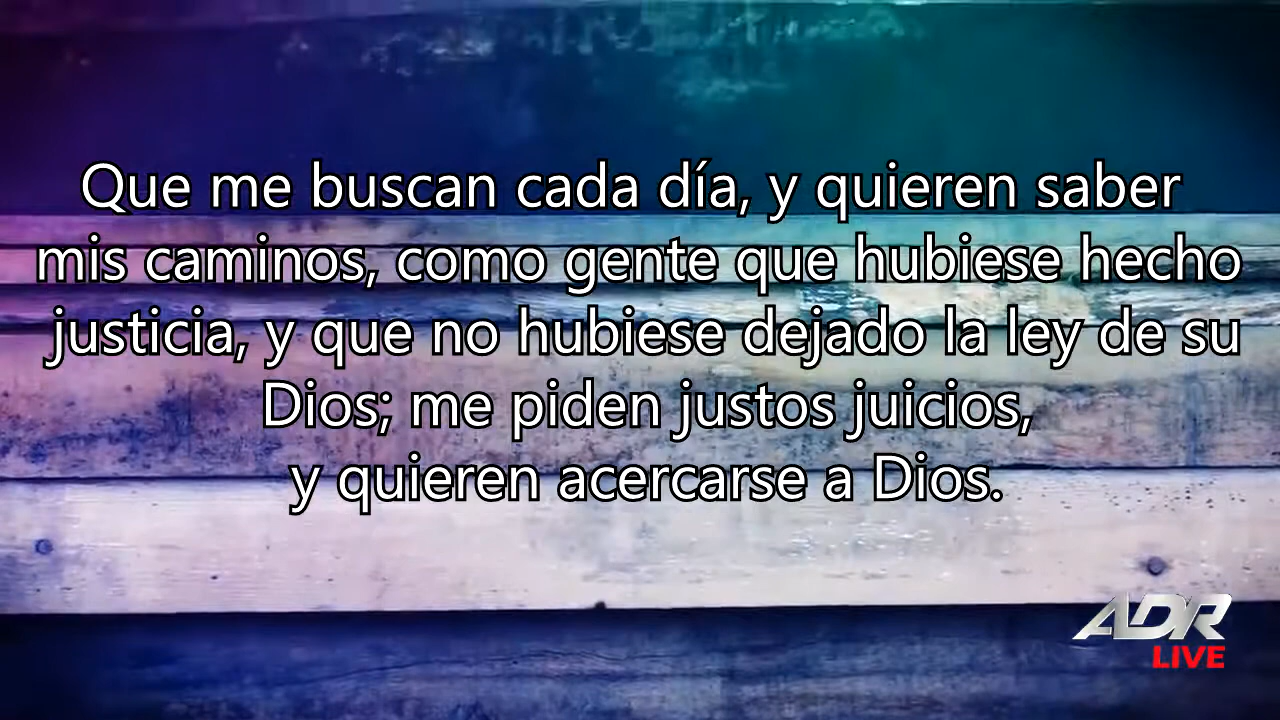 Que me buscan cada día, y quieren saber
mis caminos, como gente que hubiese hecho
justicia, y que no hubiese dejado la ley de su
Dios; me piden justos juicios,
y quieren acercarse a Dios.
ADR
LIVE